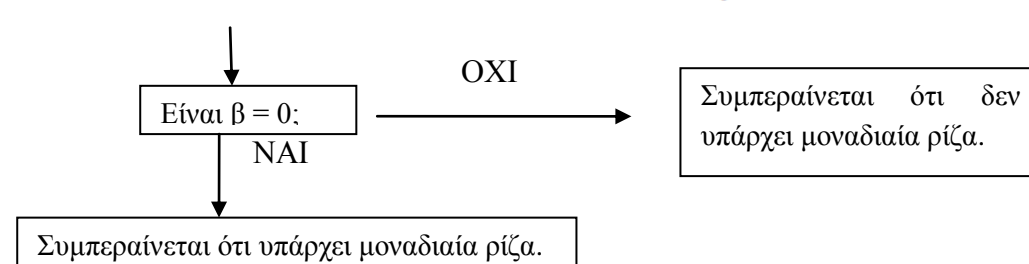 ΟΧΙ
Είναι β = 0;
Συμπεραίνεται ότι δεν
υπάρχει μοναδιαία ρίζα.
ΝΑΙ
Συμπεραίνεται ότι υπάρχει μοναδιαία ρίζα.